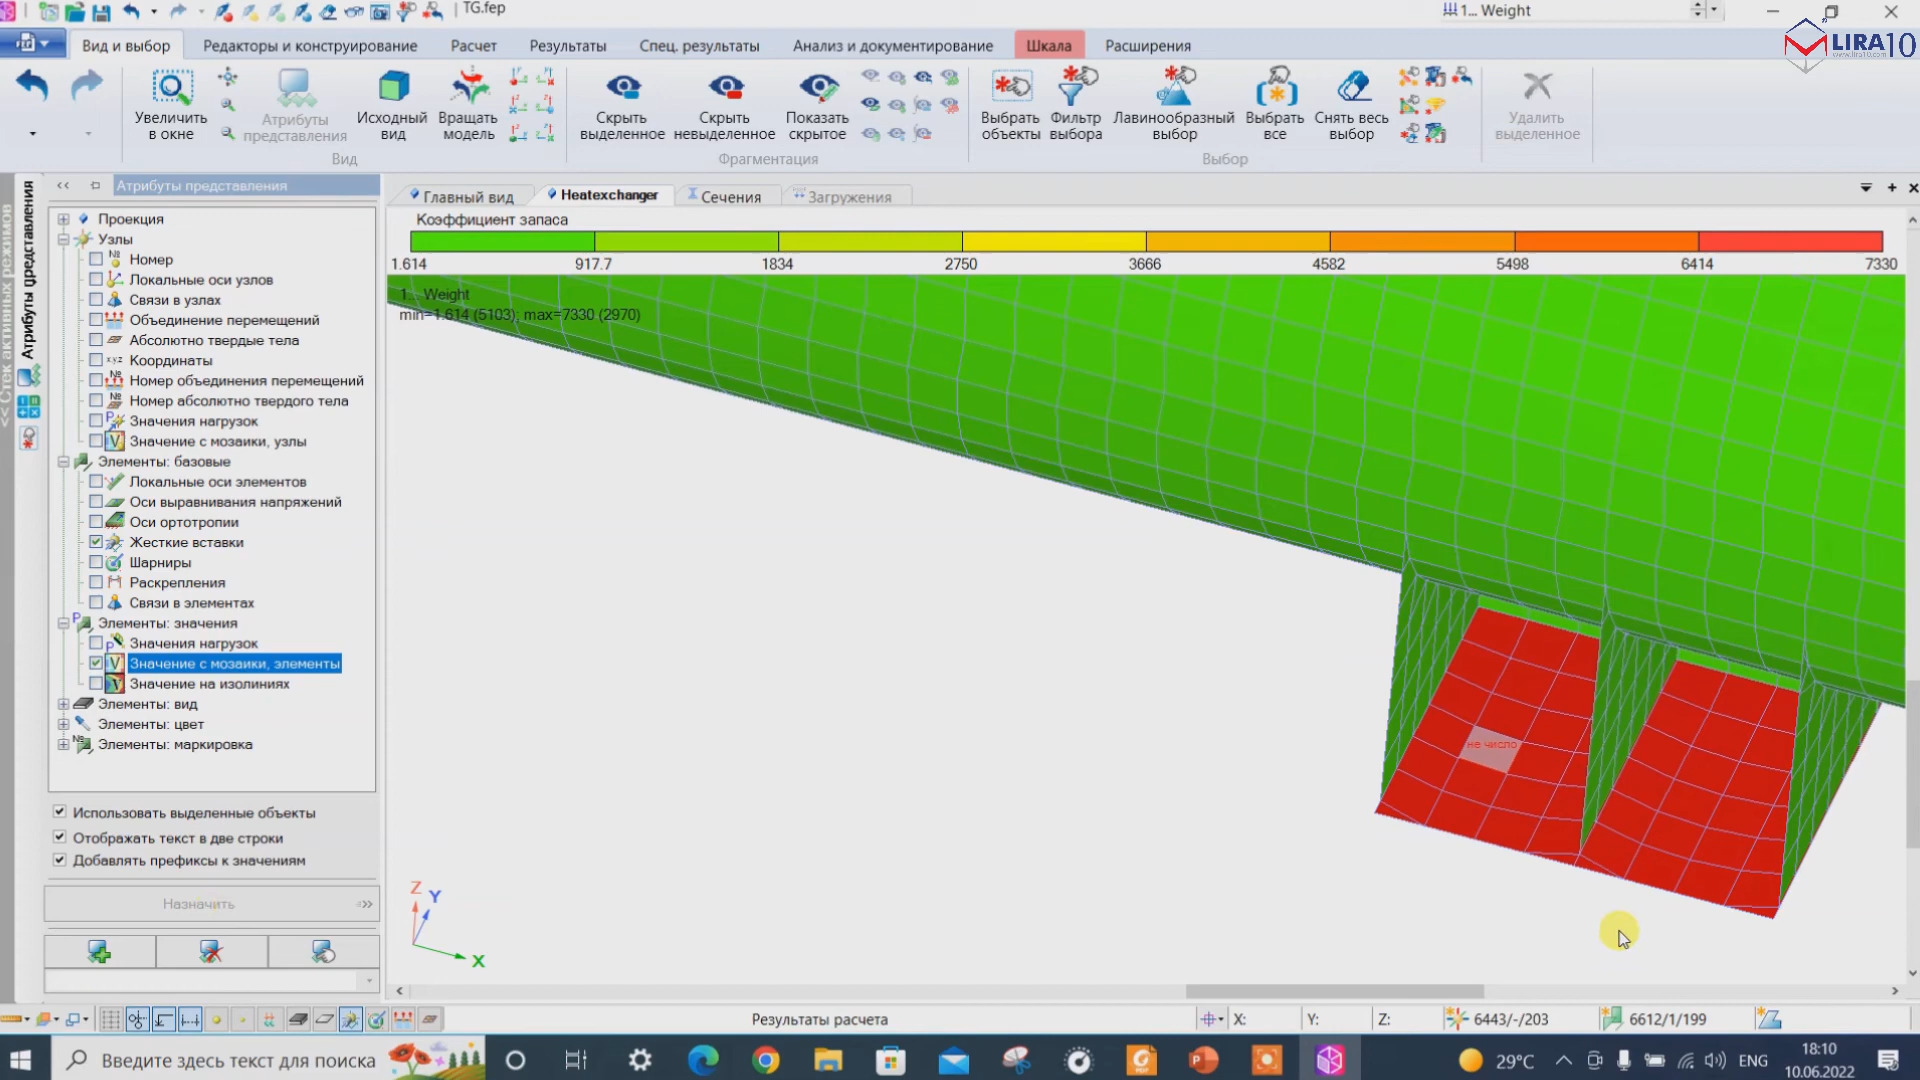 TG.fep
1... Weight
LIRA10
www.lira10.com
Вид и выбор
Редакторы и конструирование
Расчет
Результаты
Спец. результаты
Анализ и документирование
Шкала
Расширения
Увеличить в окне
Атрибуты представления
Исходный вид
Вращать модель
Вид
Скрыть выделенное
Скрыть невыделенное
Показать скрытое
Фрагментация
Выбрать объекты
Фильтр выбора
Лавинообразный выбор
Выбрать все
Снять весь выбор
Выбор
Удалить выделенное
<< Стек активных режимов
Атрибуты представления
Атрибуты представления
Проекция
Узлы
Номер
Локальные оси узлов
Связи в узлах
Объединение перемещений
Абсолютно твердые тела
Координаты
Номер объединения перемещений
Номер абсолютно твердого тела
Значения нагрузок
Значение с мозаики, узлы
Элементы: базовые
Локальные оси элементов
Оси выравнивания напряжений
Оси ортотропии
Жесткие вставки
Шарниры
Раскрепления
Связи в элементах
Элементы: значения
Значения нагрузок
Значение с мозаики, элементы
Значение на изолиниях
Элементы: вид
Элементы: цвет
Элементы: маркировка
Использовать выделенные объекты
Отображать текст в две строки
Добавлять префиксы к значениям
Назначить
Главный вид
Heatexchanger
Сечения
Загружения
Коэффициент запаса
1.614 917.7 1834 2750 3666 4582 5498 6414 7330
1... Weight
min=1.614 (5103); max=7330 (2970)
не число
Z
Y
X
Результаты расчета
X:
Y:
Z:
6443/-/203
6612/1/199
Введите здесь текст для поиска
29°C
ENG
18:10
10.06.2022